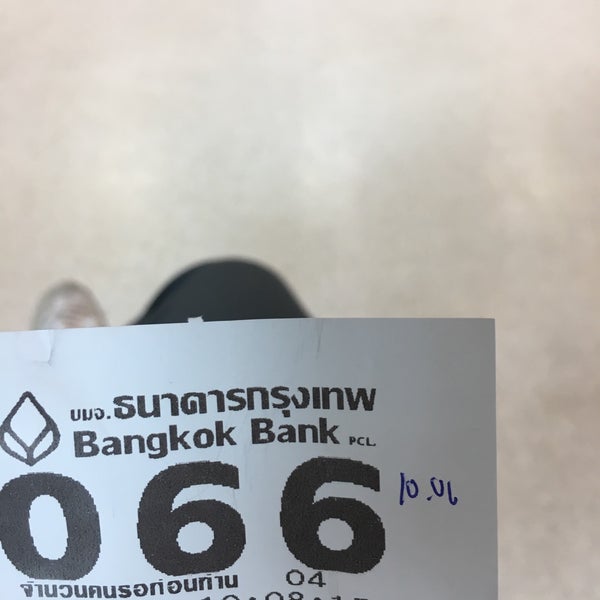 บมจ.ธนาคารกรุงเทพ
Bangkok Bank PCL.
066
10.06
จำนวนคนรอก่อนท่าน 04